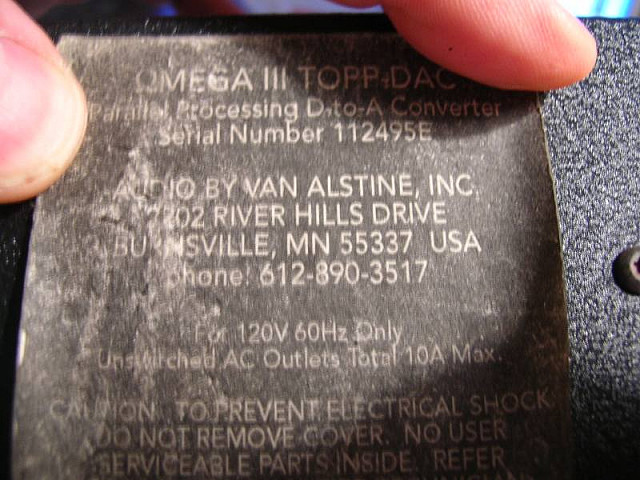 OMEGA III TOPP-DAC
Parallel Processing D-to-A Converter
Serial Number 112495E
AUDIO BY VAN ALSTINE, INC.
2202 RIVER HILLS DRIVE
BURNSVILLE, MN 55337 USA
phone: 612-890-3517
For 120V 60Hz Only
Unswitched AC Outlets Total 10A Max.
CAUTION. TO PREVENT ELECTRICAL SHOCK
DO NOT REMOVE COVER. NO USER
SERVICEABLE PARTS INSIDE. REFER